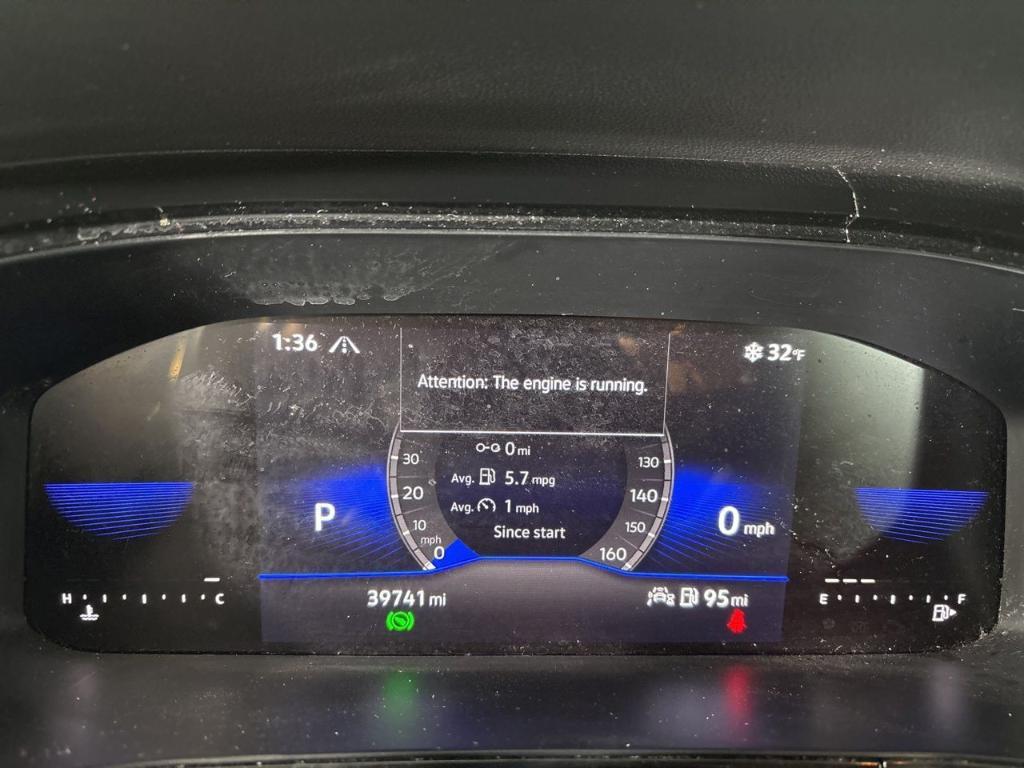 1:36
32°F
Attention: The engine is running.
0 mi
30
130
Avg. 5.7 mpg
20
140
Avg. 1 mph
P
0 mph
10
150
Since start
mph
0
160
H C
39741 mi
95 mi
E F